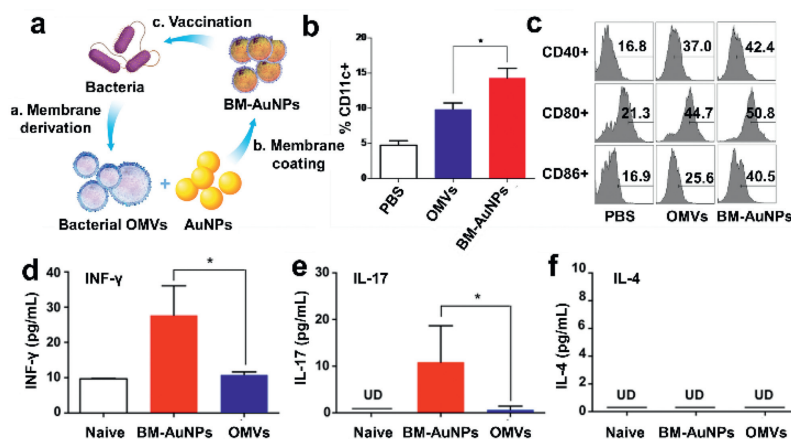 a
c. Vaccination
Bacteria
BM-AuNPs
a. Membrane
derivation
b. Membrane
coating
+
Bacterial OMVs
AuNPs
b
% CD11c+
20
15
10
5
0
*
PBS
OMVs
BM-AuNPs
c
CD40+
16.8
37.0
42.4
CD80+
21.3
44.7
50.8
CD86+
16.9
25.6
40.5
PBS
OMVs
BM-AuNPs
d
INF-γ
INF-γ (pg/mL)
40
30
20
10
0
*
Naive
BM-AuNPs
OMVs
e
IL-17
IL-17 (pg/mL)
30
20
10
0
UD
*
Naive
BM-AuNPs
OMVs
f
IL-4
IL-4 (pg/mL)
10
8
6
4
2
0
UD
UD
UD
Naive
BM-AuNPs
OMVs